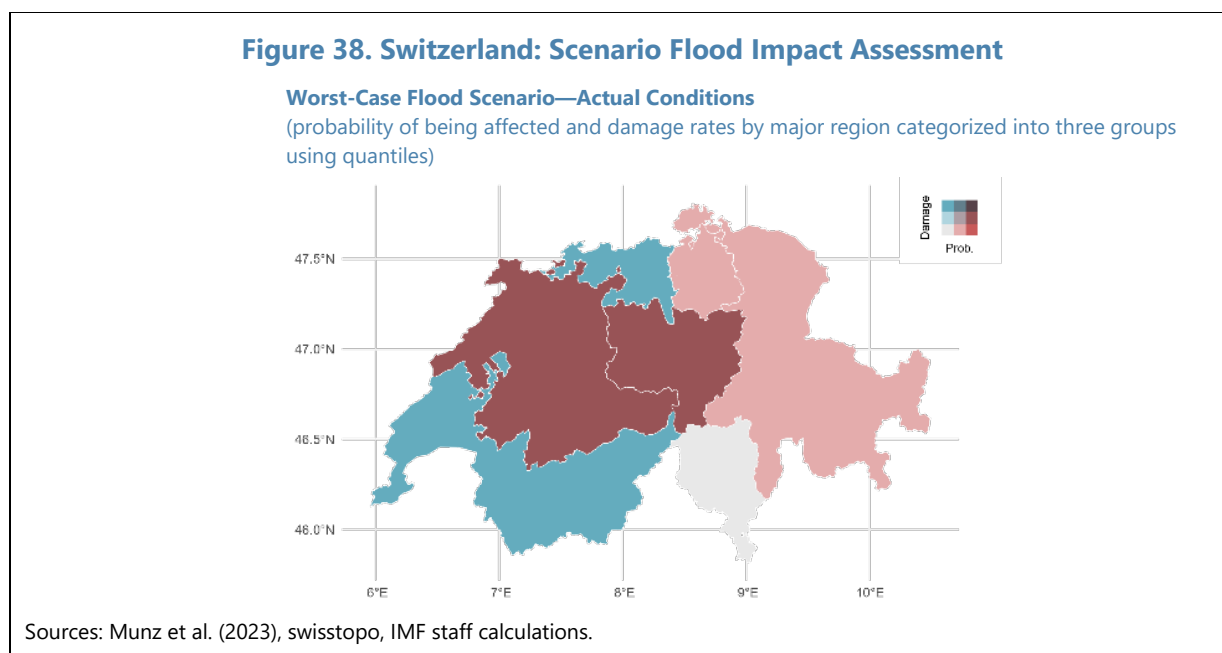 Figure 38. Switzerland: Scenario Flood Impact Assessment
Worst-Case Flood Scenario—Actual Conditions
(probability of being affected and damage rates by major region categorized into three groups
using quantiles)
Damage
Prob.
47.5°N
47.0°N
46.5°N
46.0°N
6°E
7°E
8°E
9°E
10°E
Sources: Munz et al. (2023), swisstopo, IMF staff calculations.